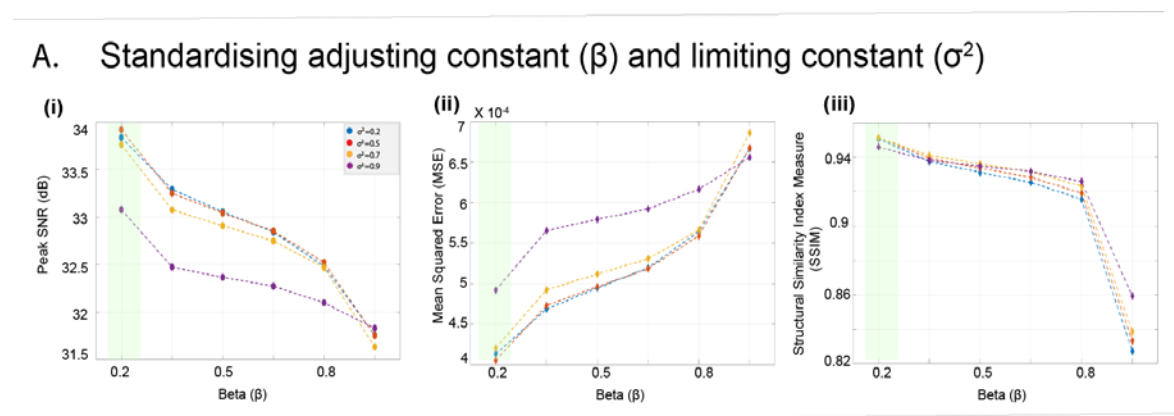 A. Standardising adjusting constant (β) and limiting constant (σ²)
(i)
34
33.5
33
32.5
32
31.5
Peak SNR (dB)
0.2 0.5 0.8
Beta (β)
σ²=0.2
σ²=0.5
σ²=0.7
σ²=0.9
(ii)
X 10⁻⁴
7
6.5
6
5.5
5
4.5
4
Mean Squared Error (MSE)
0.2 0.5 0.8
Beta (β)
(iii)
0.94
0.9
0.86
0.82
Structural Similarity Index Measure
(SSIM)
0.2 0.5 0.8
Beta (β)